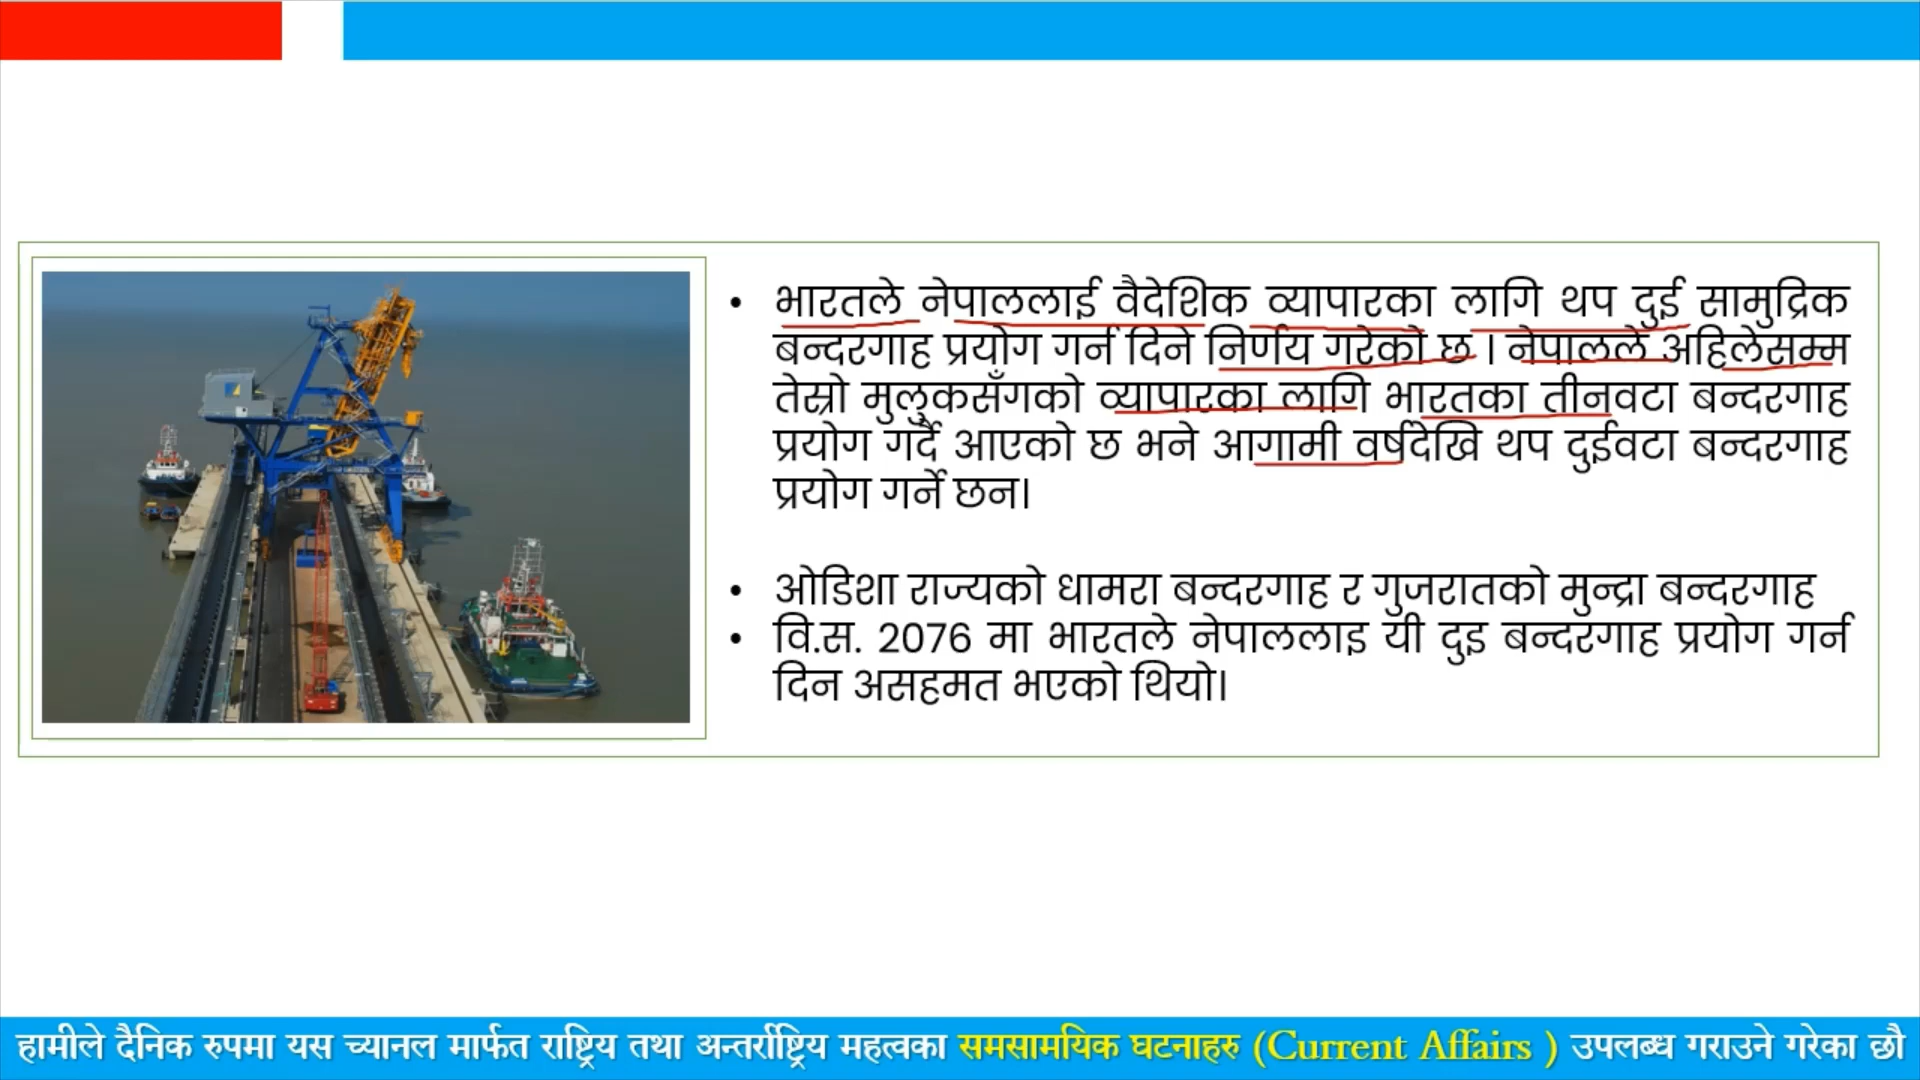 • भारतले नेपाललाई वैदेशिक व्यापारका लागि थप दुई सामुद्रिक
बन्दरगाह प्रयोग गर्न दिने निर्णय गरेको छ । नेपालले अहिलेसम्म
तेस्रो मुलुकसँगको व्यापारका लागि भारतका तीनवटा बन्दरगाह
प्रयोग गर्दै आएको छ भने आगामी वर्षदेखि थप दुईवटा बन्दरगाह
प्रयोग गर्ने छन।
• ओडिशा राज्यको धामरा बन्दरगाह र गुजरातको मुन्द्रा बन्दरगाह
• वि.स. 2076 मा भारतले नेपाललाइ यी दुइ बन्दरगाह प्रयोग गर्न
दिन असहमत भएको थियो।
हामीले दैनिक रुपमा यस च्यानल मार्फत राष्ट्रिय तथा अन्तर्राष्ट्रिय महत्वका समसामयिक घटनाहरु (Current Affairs ) उपलब्ध गराउने गरेका छौ